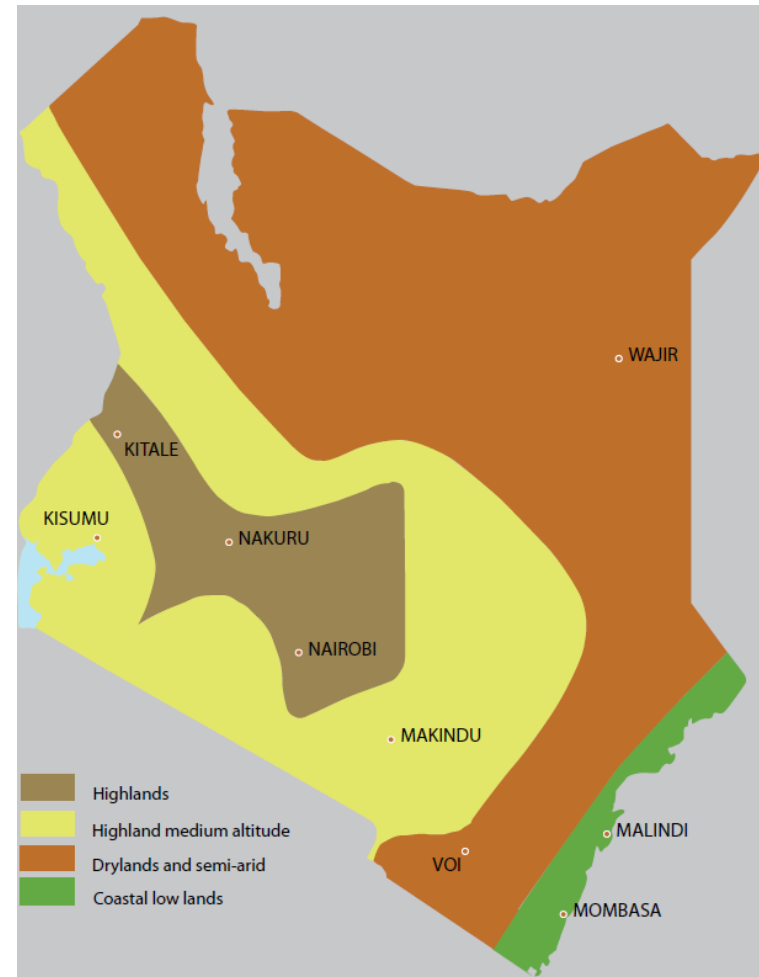 WAJIR
KITALE
KISUMU
NAKURU
NAIROBI
MAKINDU
Highlands
Highland medium altitude
MALINDI
Drylands and semi-arid
VOI
Coastal low lands
MOMBASA